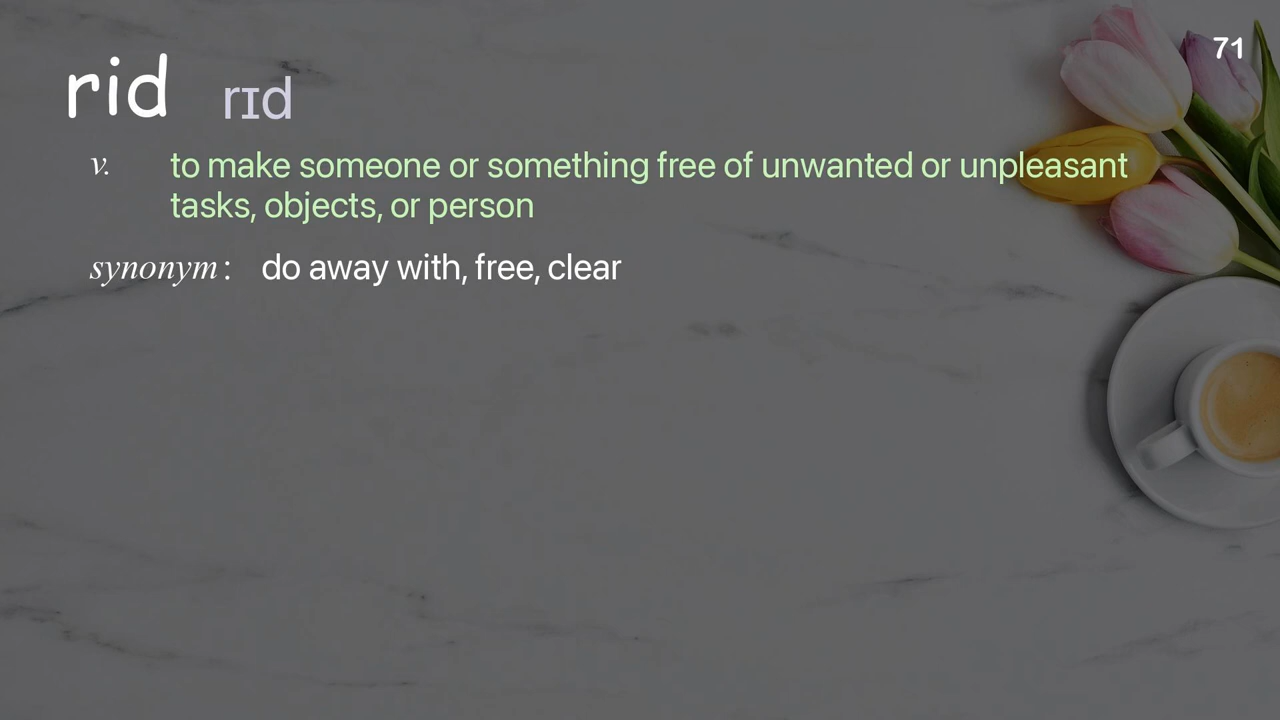 71
rid rɪd
v. to make someone or something free of unwanted or unpleasant
tasks, objects, or person
synonym: do away with, free, clear